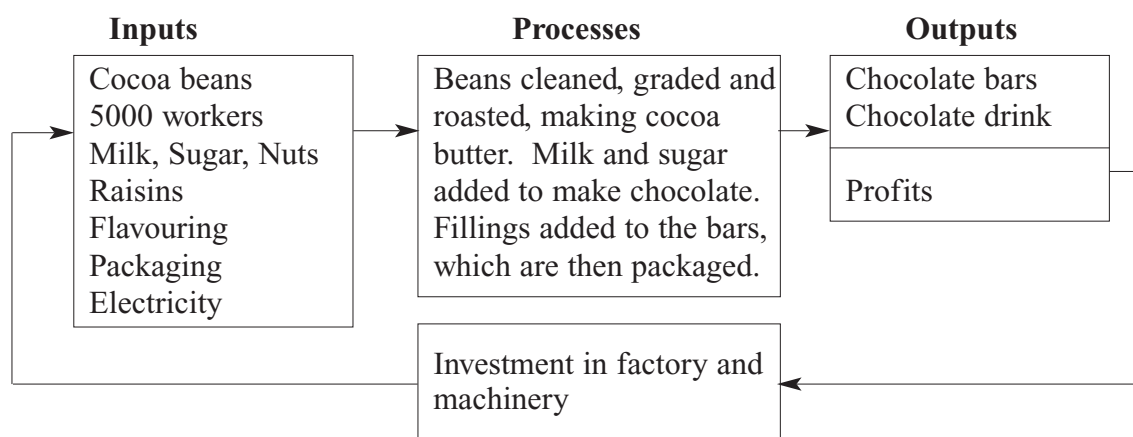 Inputs
Cocoa beans
5000 workers
Milk, Sugar, Nuts
Raisins
Flavouring
Packaging
Electricity
Processes
Beans cleaned, graded and
roasted, making cocoa
butter. Milk and sugar
added to make chocolate.
Fillings added to the bars,
which are then packaged.
Outputs
Chocolate bars
Chocolate drink
Profits
Investment in factory and
machinery